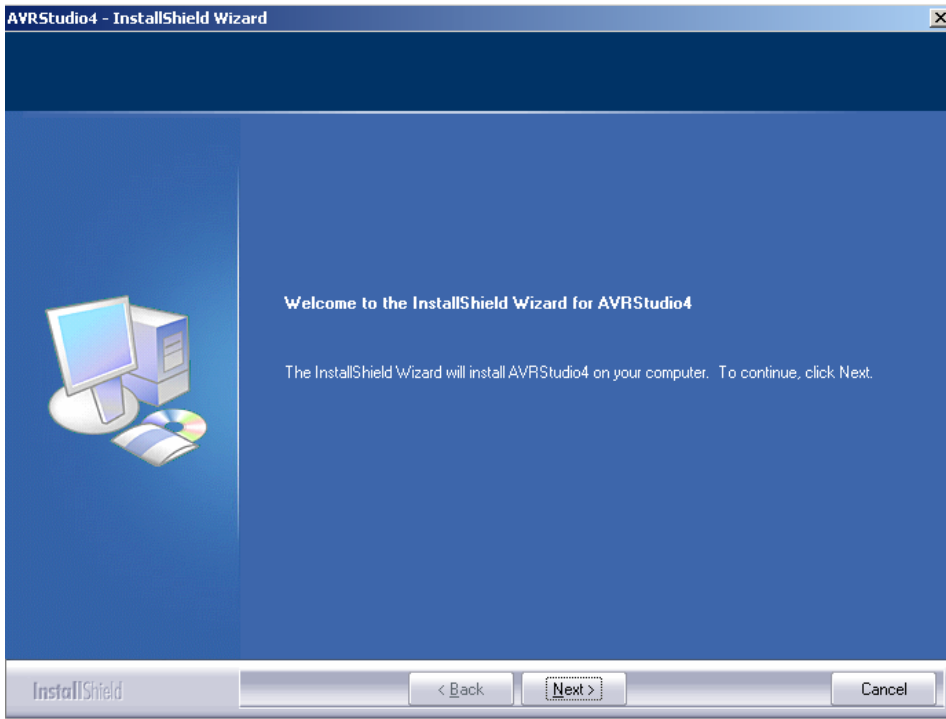 AVRStudio4 - InstallShield Wizard
Welcome to the InstallShield Wizard for AVRStudio4
The InstallShield Wizard will install AVRStudio4 on your computer. To continue, click Next.
InstallShield
< Back
Next >
Cancel